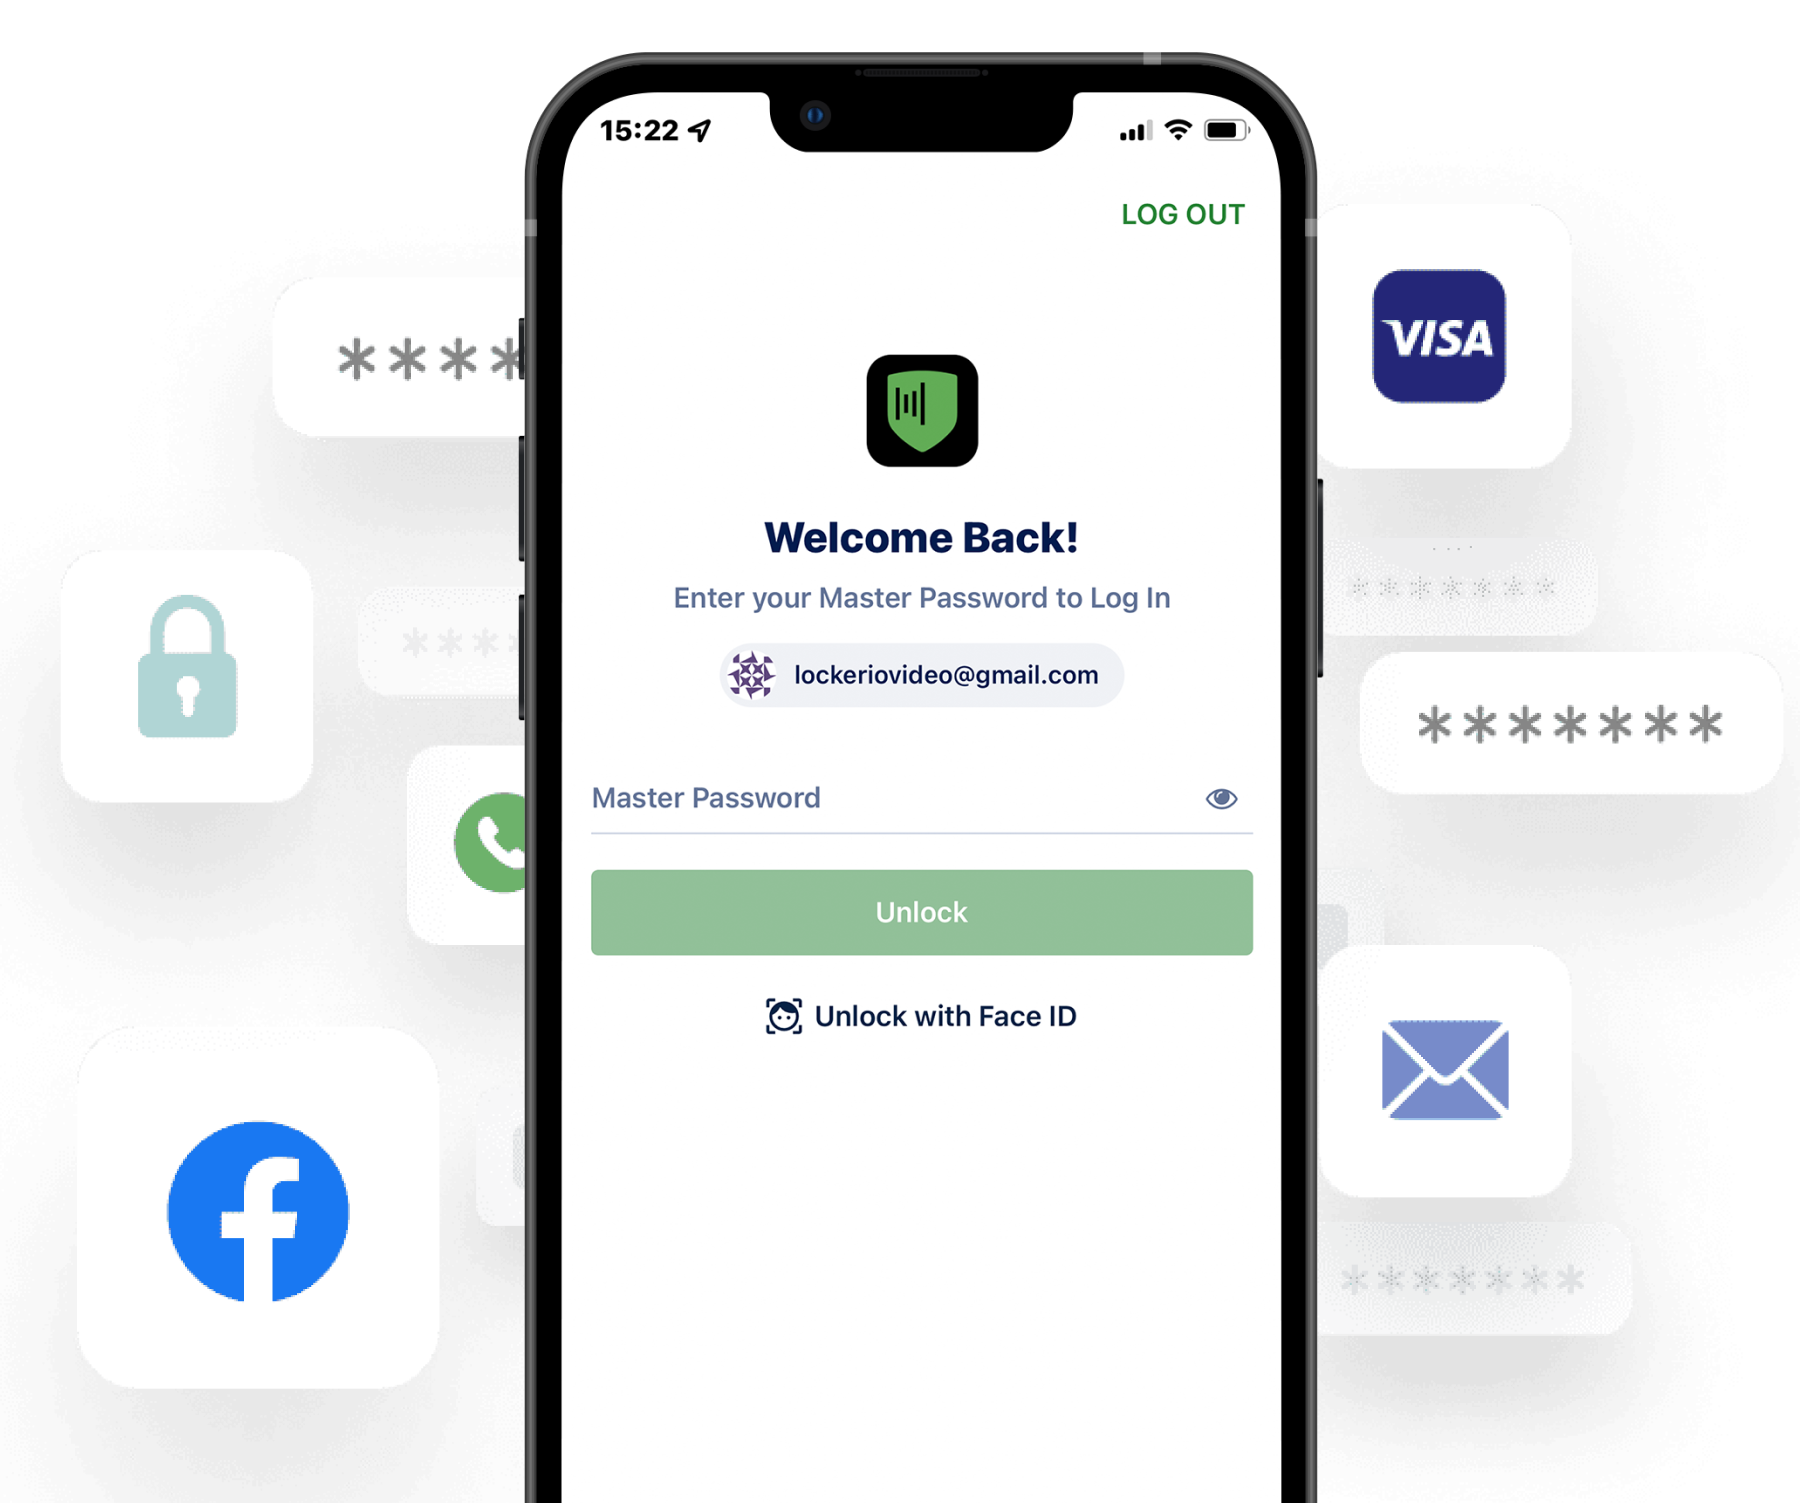 15:22
LOG OUT
****
VISA
Welcome Back!
*******
Enter your Master Password to Log In
****
lockeriovideo@gmail.com
*******
Master Password
Unlock
Unlock with Face ID
*******